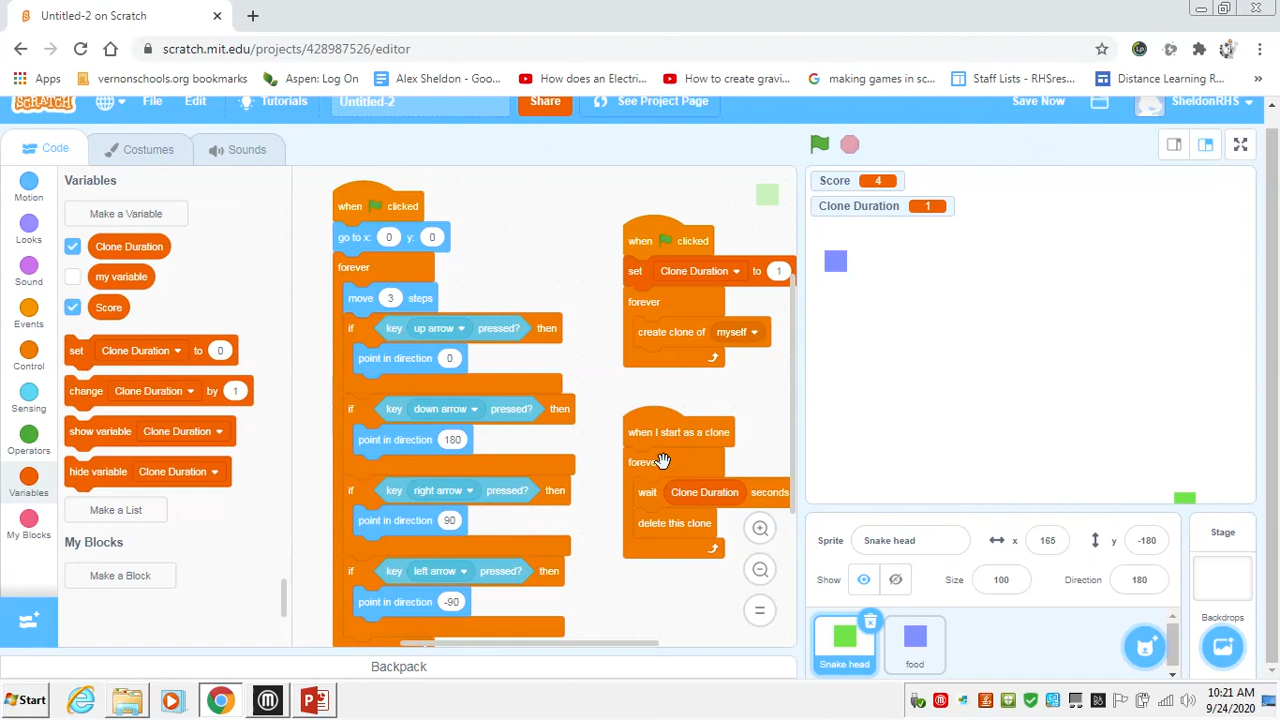 Untitled-2 on Scratch
scratch.mit.edu/projects/428987526/editor
Apps
vernonschools.org bookmarks
Aspen: Log On
Alex Sheldon - Goo...
How does an Electri...
How to create gravi...
making games in sc...
Staff Lists - RHSres...
Distance Learning R...
SCRATCH
File
Edit
Tutorials
Untitled-2
Share
See Project Page
Save Now
SheldonRHS
Code
Costumes
Sounds
Motion
Looks
Sound
Events
Control
Sensing
Operators
Variables
My Blocks
Variables
Make a Variable
Clone Duration
my variable
Score
set Clone Duration to 0
change Clone Duration by 1
show variable Clone Duration
hide variable Clone Duration
Make a List
My Blocks
Make a Block
when clicked
go to x: 0 y: 0
forever
move 3 steps
if key up arrow pressed? then
point in direction 0
if key down arrow pressed? then
point in direction 180
if key right arrow pressed? then
point in direction 90
if key left arrow pressed? then
point in direction -90
when clicked
set Clone Duration to 1
forever
create clone of myself
when I start as a clone
forever
wait Clone Duration seconds
delete this clone
Score 4
Clone Duration 1
Sprite Snake head x 165 y -180
Show Size 100 Direction 180
Snake head
food
Stage
Backdrops
Backpack
Start
10:21 AM
9/24/2020